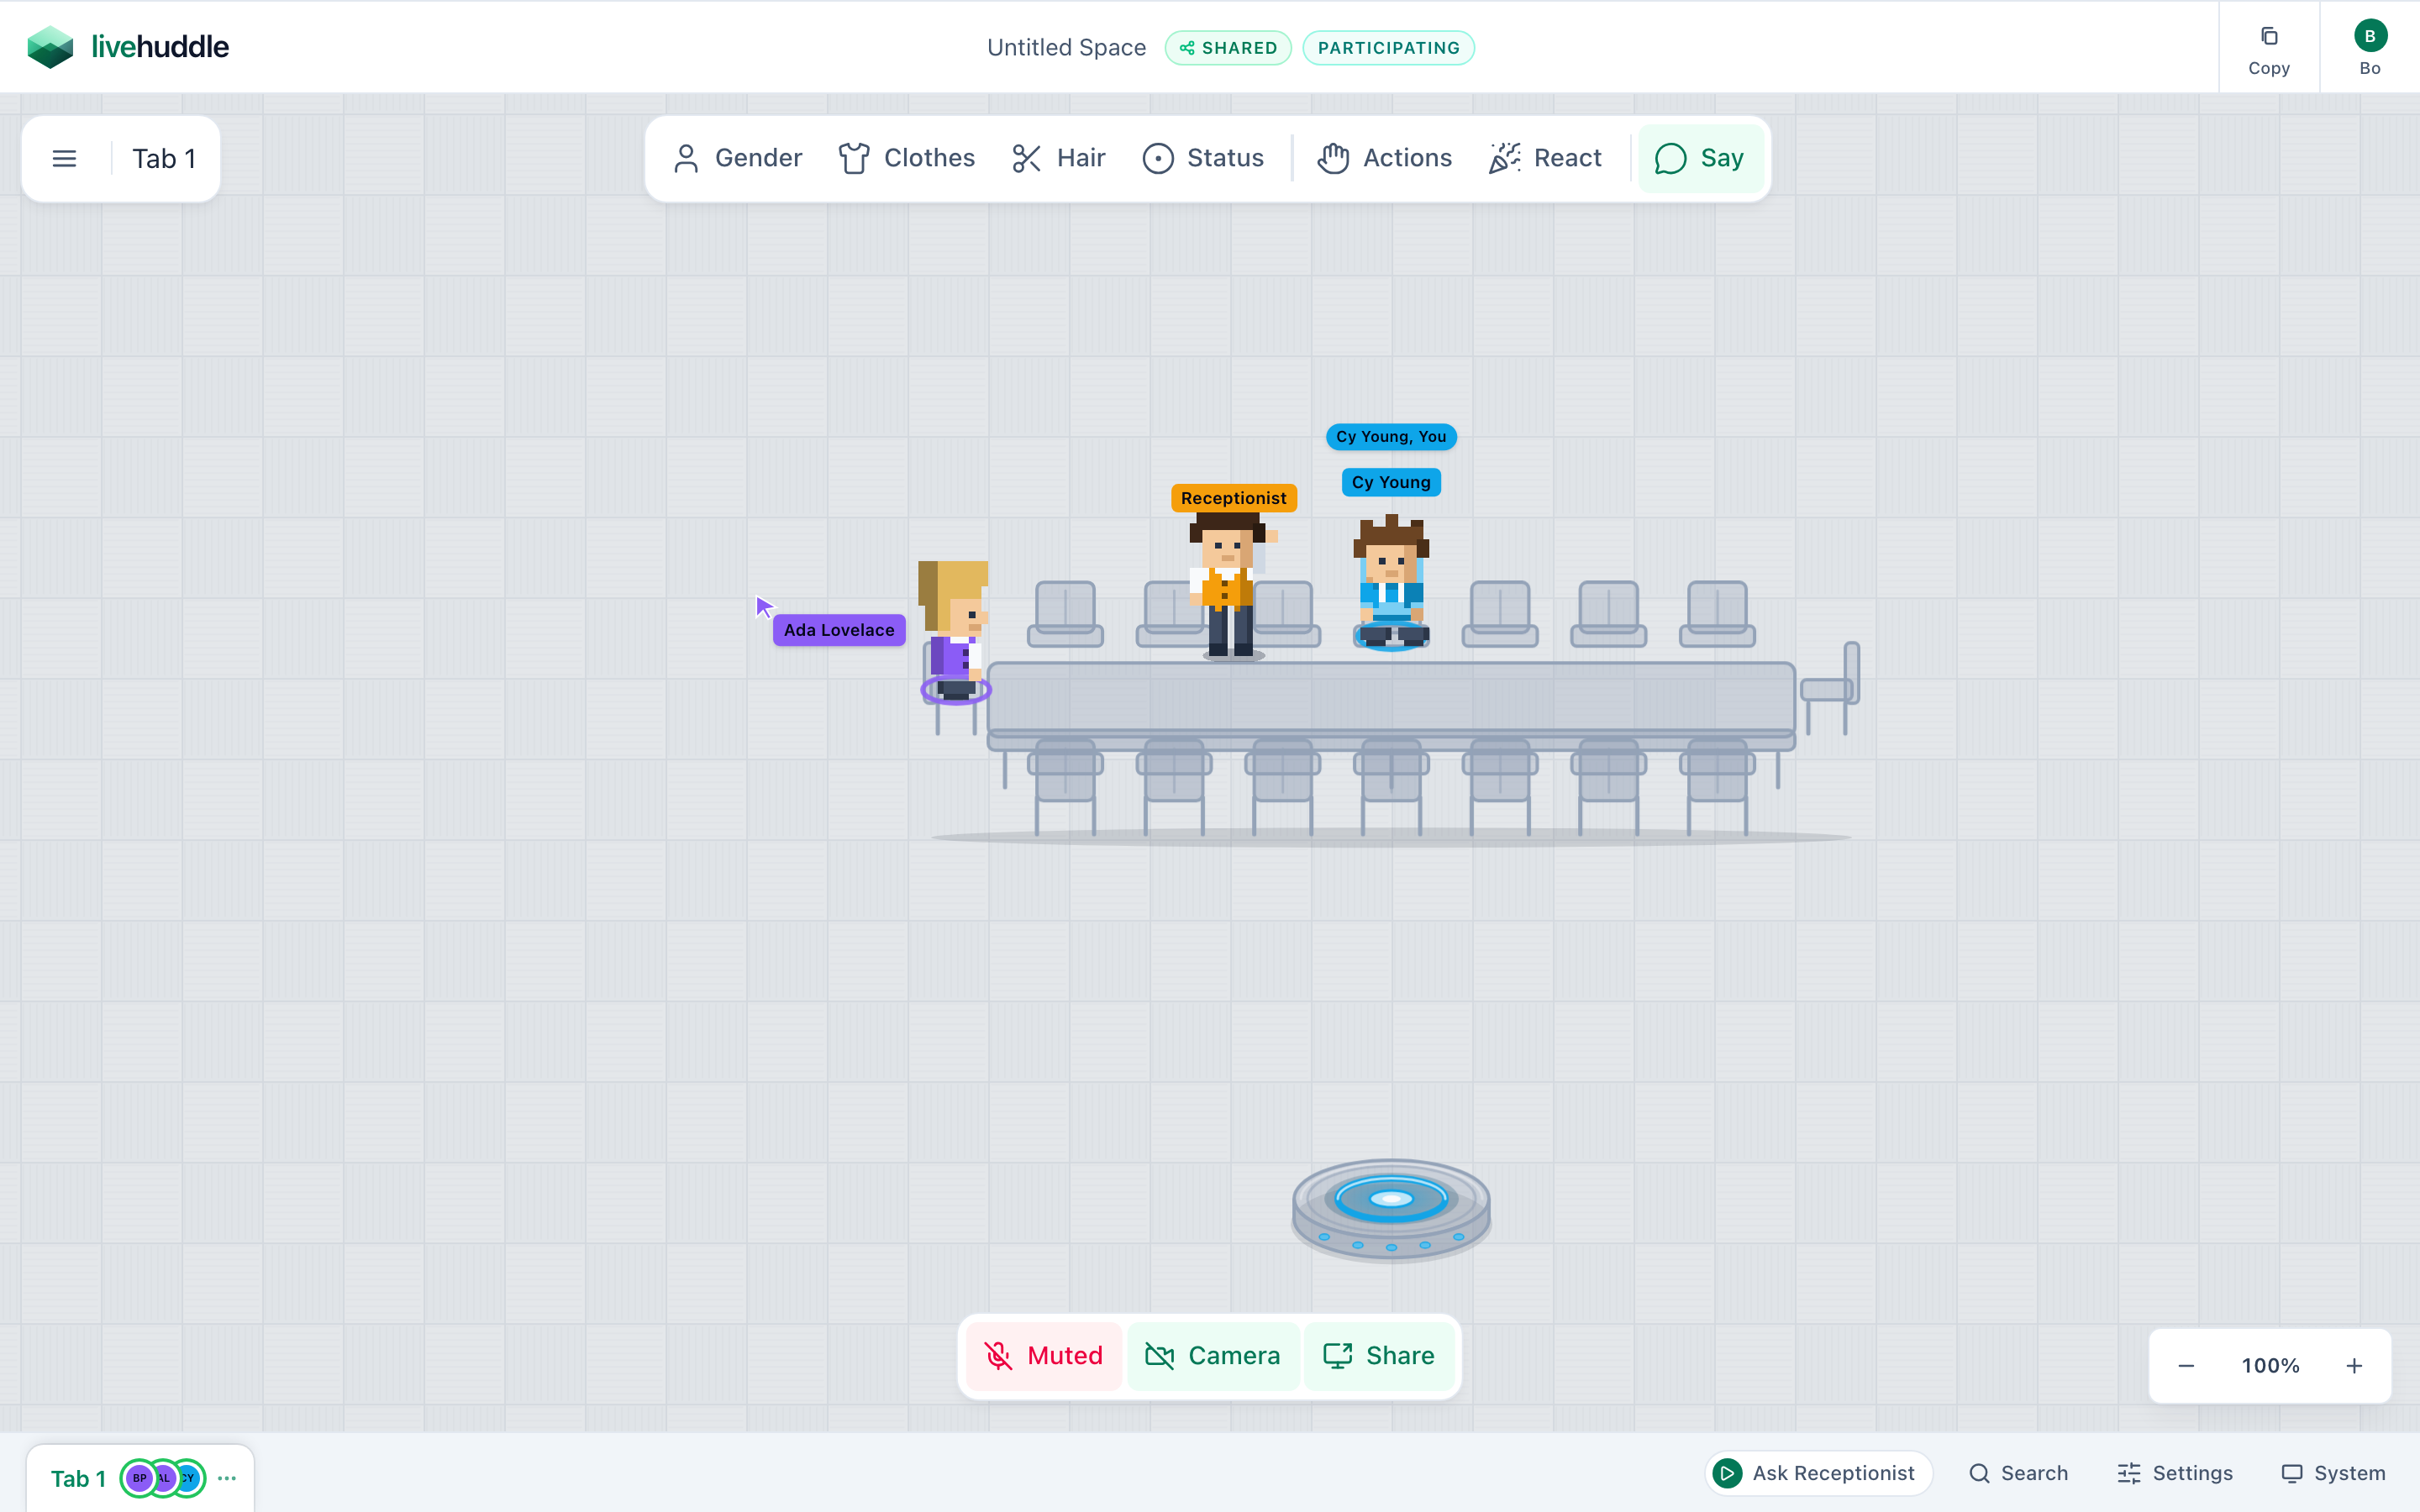 livehuddle
Untitled Space SHARED PARTICIPATING
Copy
B
Bo
Tab 1
Gender Clothes Hair Status Actions React Say
Cy Young, You
Cy Young
Receptionist
Ada Lovelace
Muted Camera Share
100%
Tab 1 BP AL CY
Ask Receptionist Search Settings System